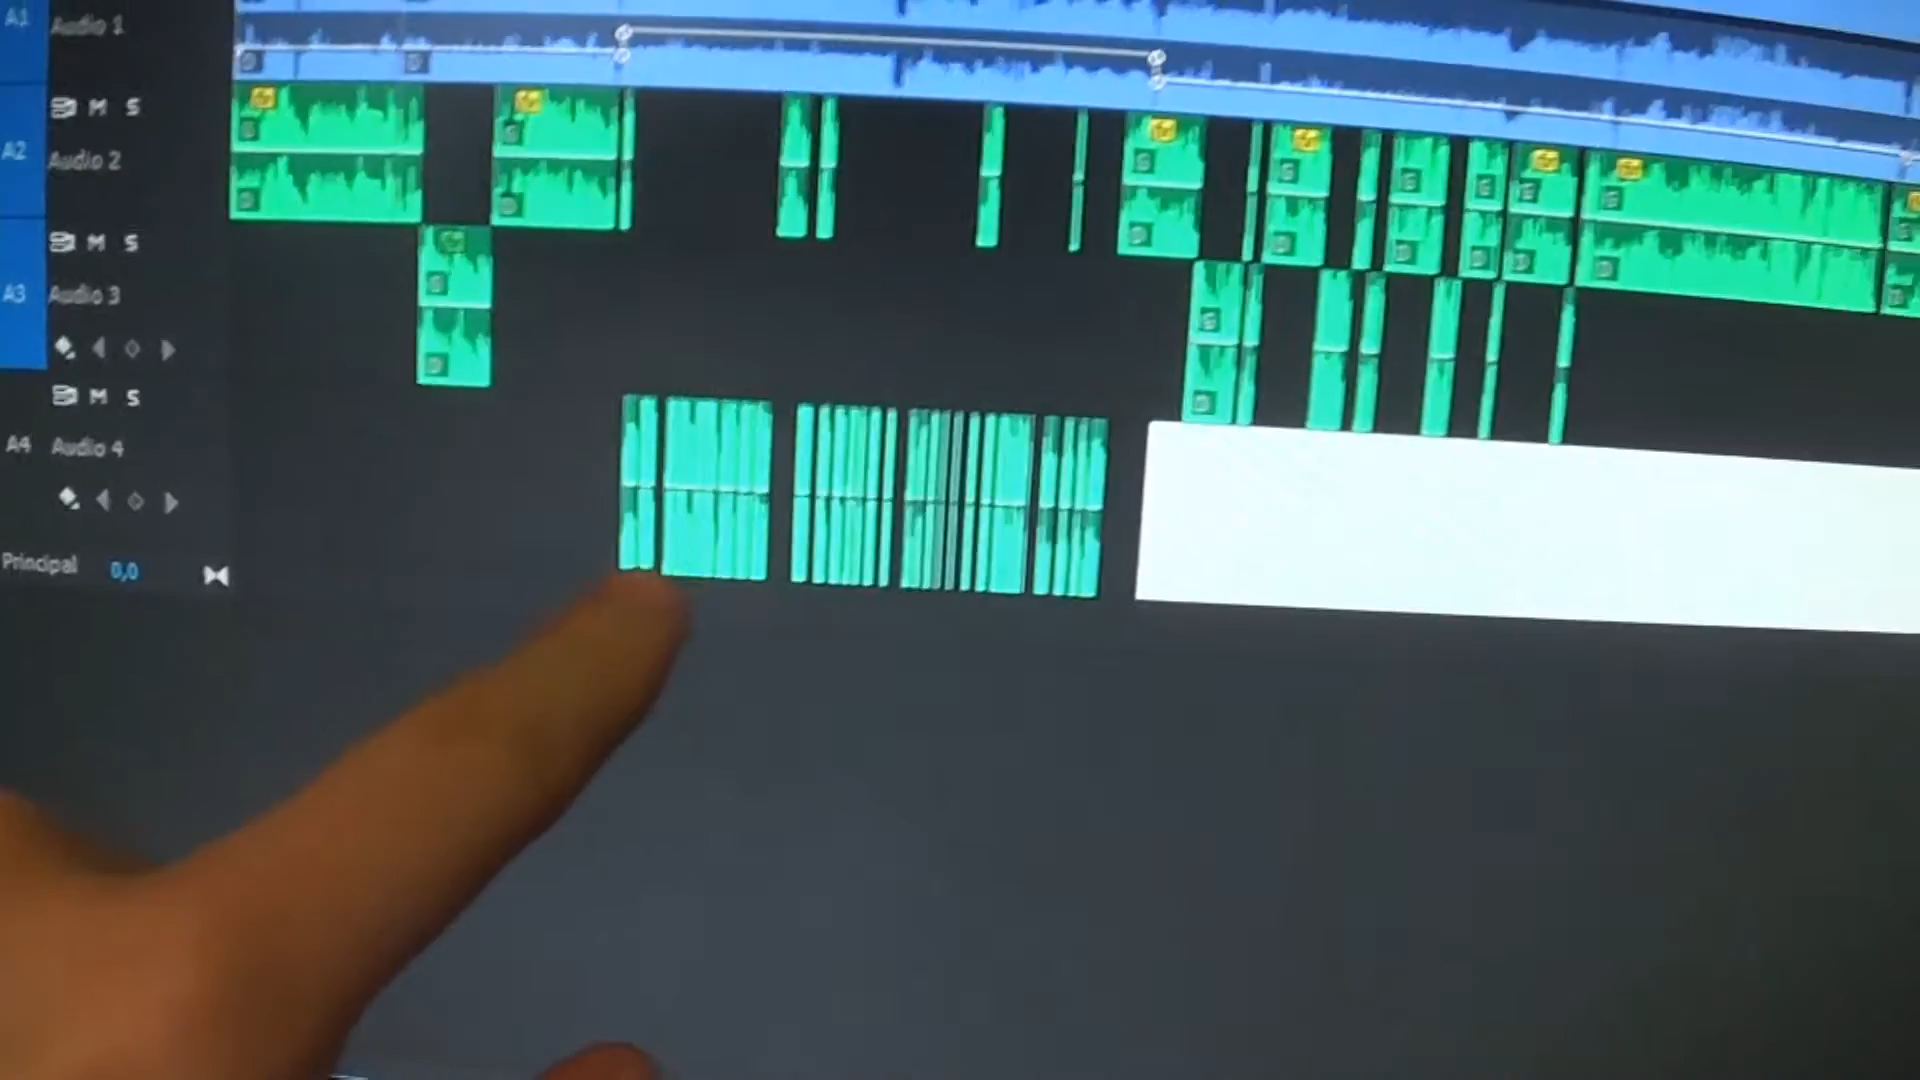 A1 Audio 1
M S
A2 Audio 2
M S
A3 Audio 3
M S
A4 Audio 4
Principal 0,0